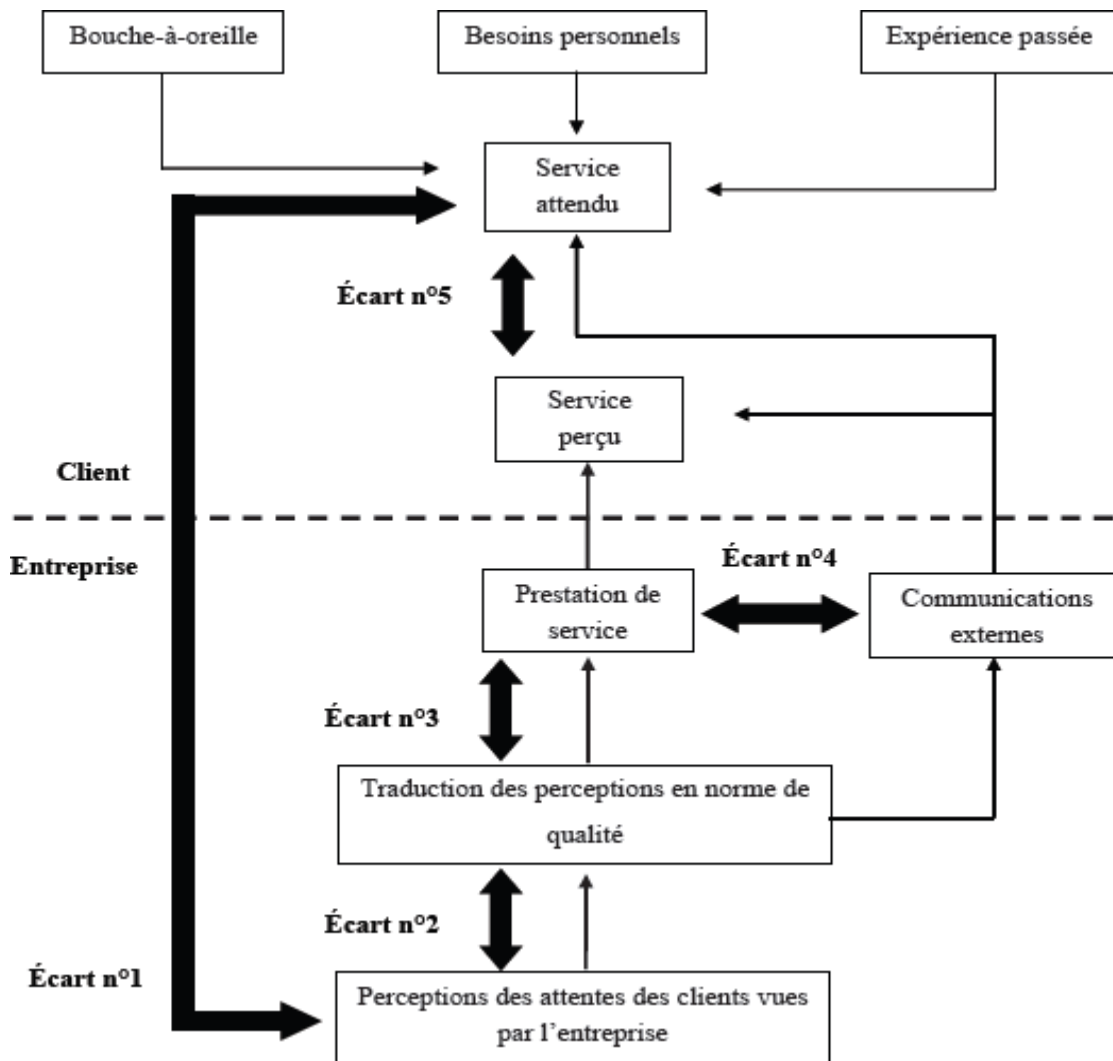 Bouche-à-oreille
Besoins personnels
Expérience passée
Service
attendu
Écart n°5
Service
perçu
Client
Entreprise
Écart n°4
Prestation de
service
Communications
externes
Écart n°3
Traduction des perceptions en norme de
qualité
Écart n°2
Écart n°1
Perceptions des attentes des clients vues
par l'entreprise